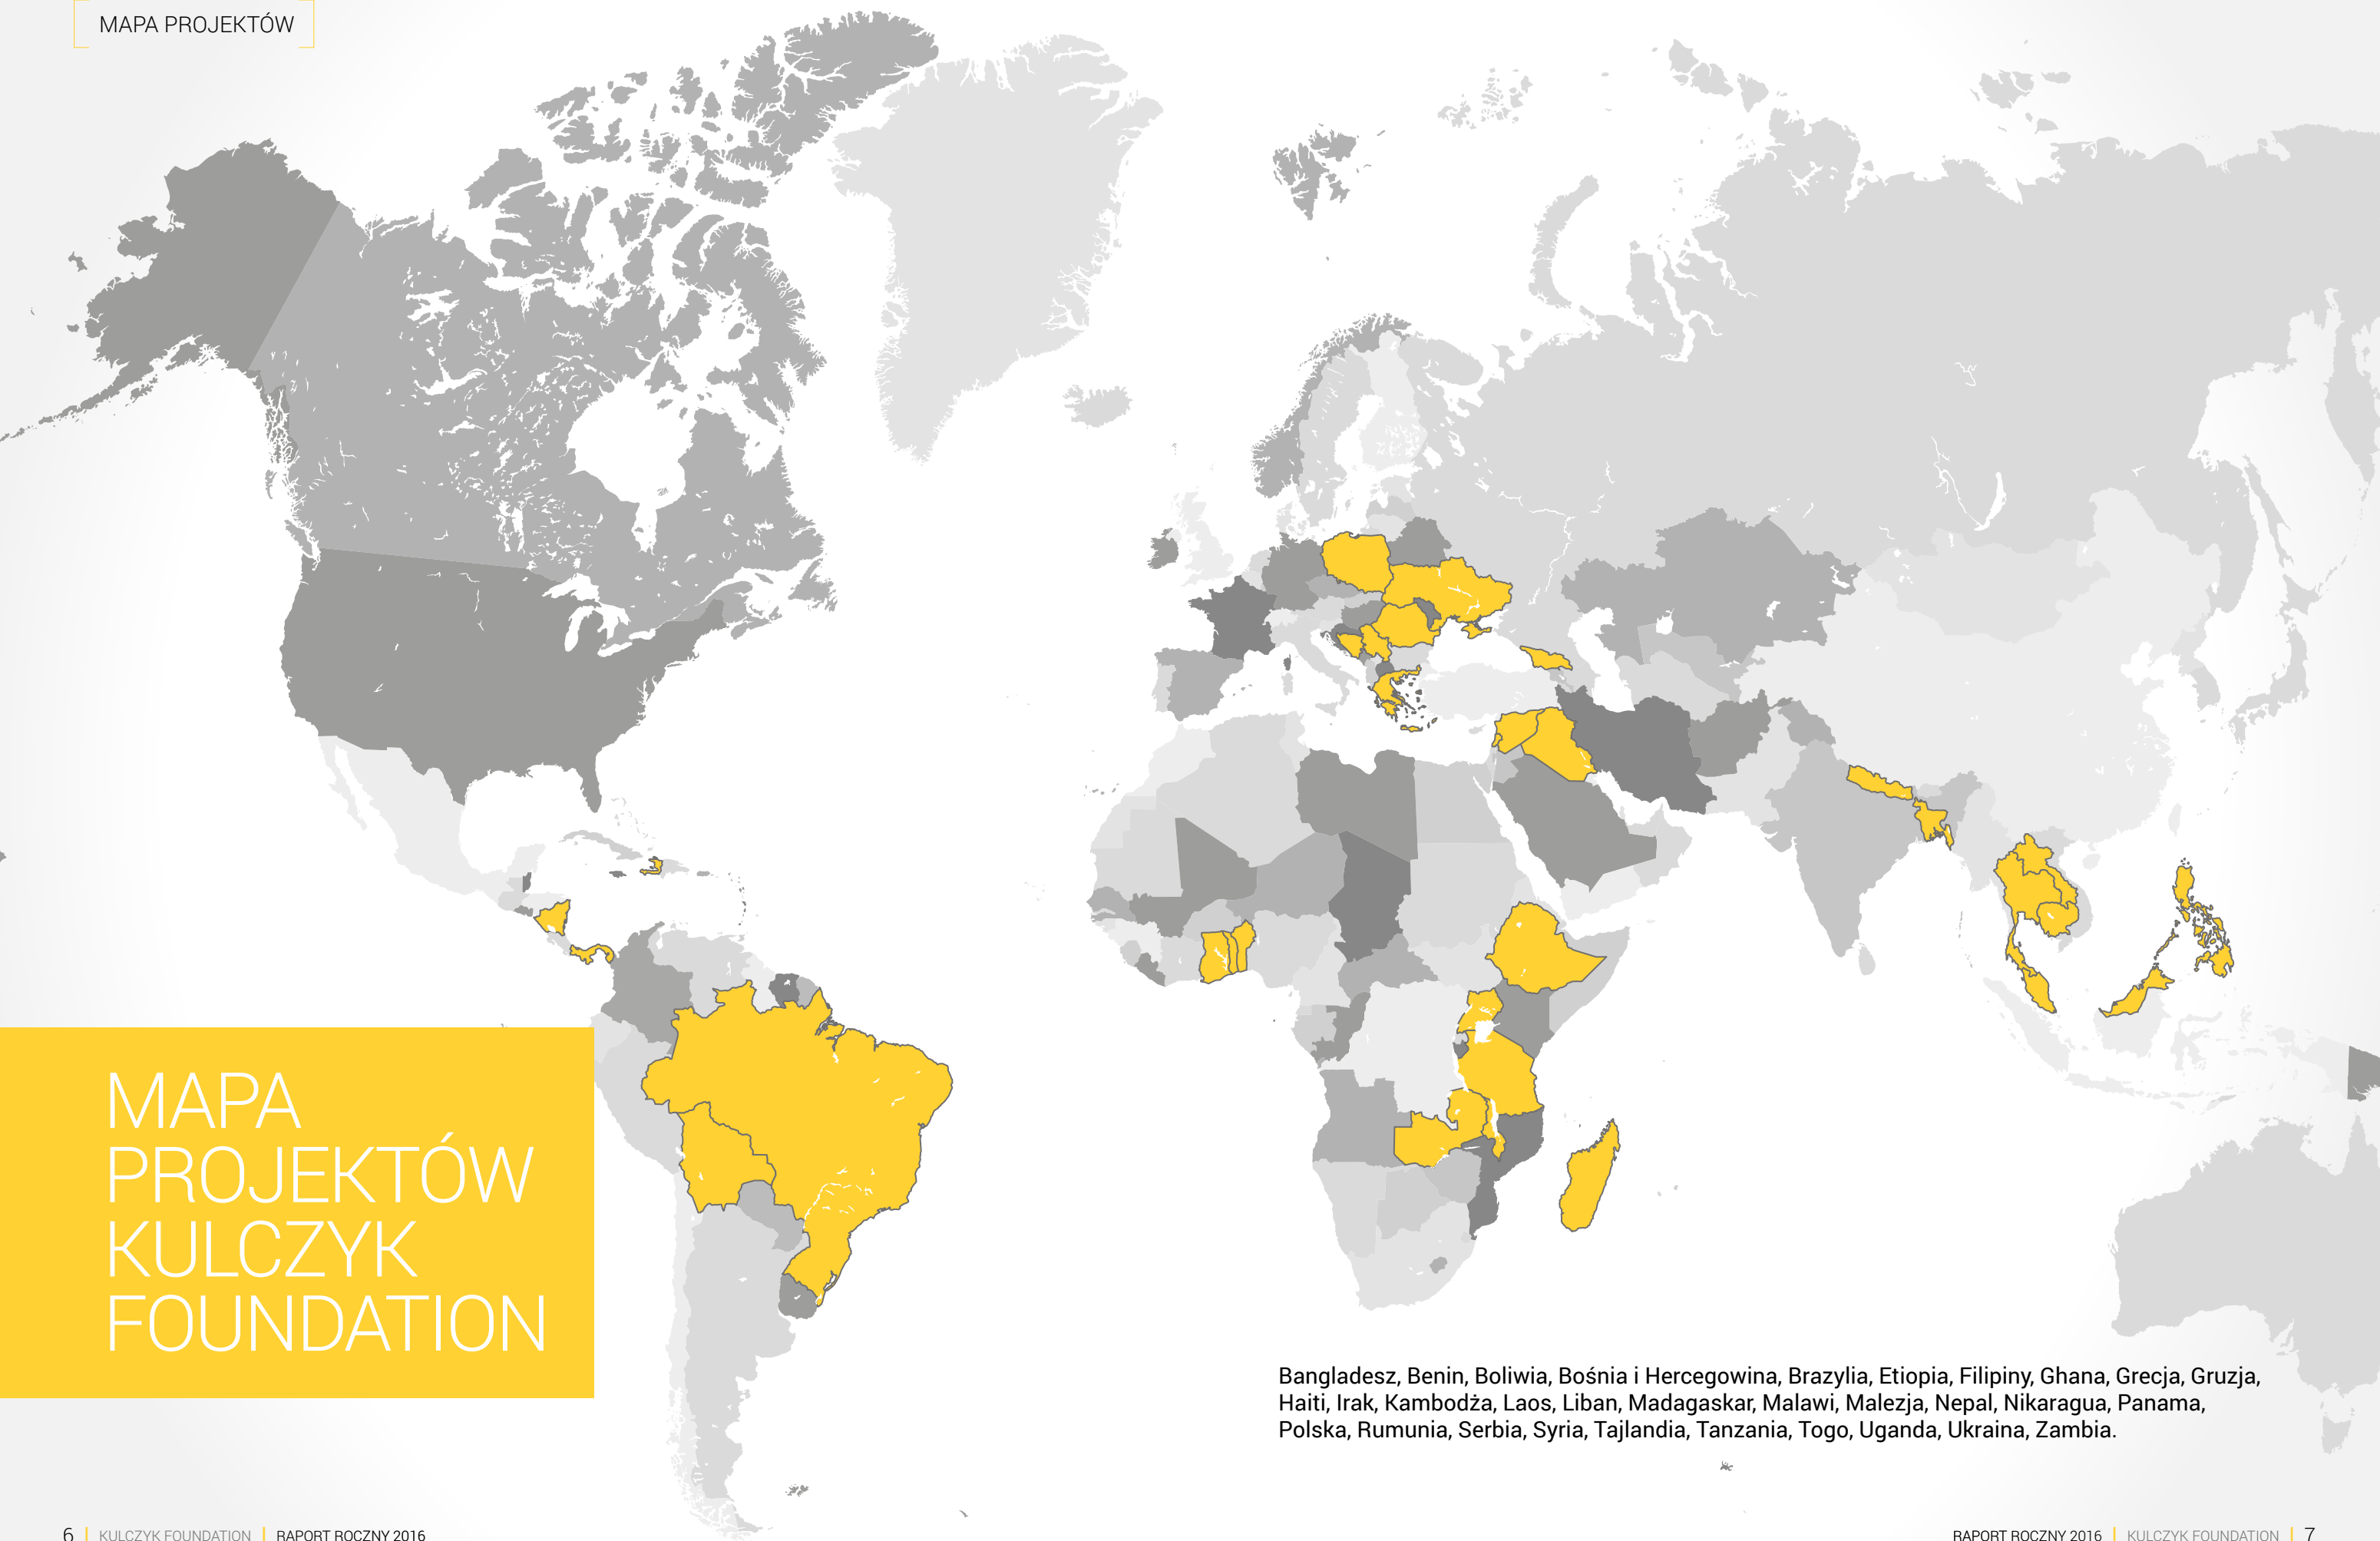 MAPA PROJEKTÓW
MAPA
PROJEKTÓW
KULCZYK
FOUNDATION
Bangladesz, Benin, Boliwia, Bośnia i Hercegowina, Brazylia, Etiopia, Filipiny, Ghana, Grecja, Gruzja,
Haiti, Irak, Kambodża, Laos, Liban, Madagaskar, Malawi, Malezja, Nepal, Nikaragua, Panama,
Polska, Rumunia, Serbia, Syria, Tajlandia, Tanzania, Togo, Uganda, Ukraina, Zambia.
6 | KULCZYK FOUNDATION | RAPORT ROCZNY 2016
RAPORT ROCZNY 2016 | KULCZYK FOUNDATION | 7